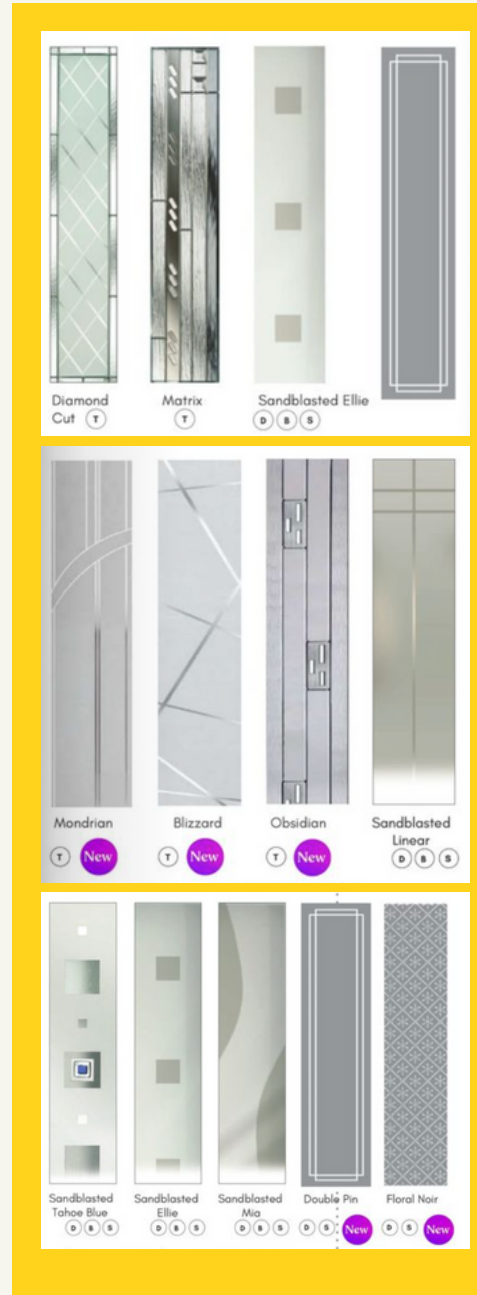 Diamond
Cut T
Matrix
T
Sandblasted Ellie
D B S
Mondrian
T New
Blizzard
T New
Obsidian
T New
Sandblasted
Linear
D B S
Sandblasted
Tahoe Blue
D B S
Sandblasted
Ellie
D B S
Sandblasted
Mia
D B S
Double Pin
D S New
Floral Noir
D S New